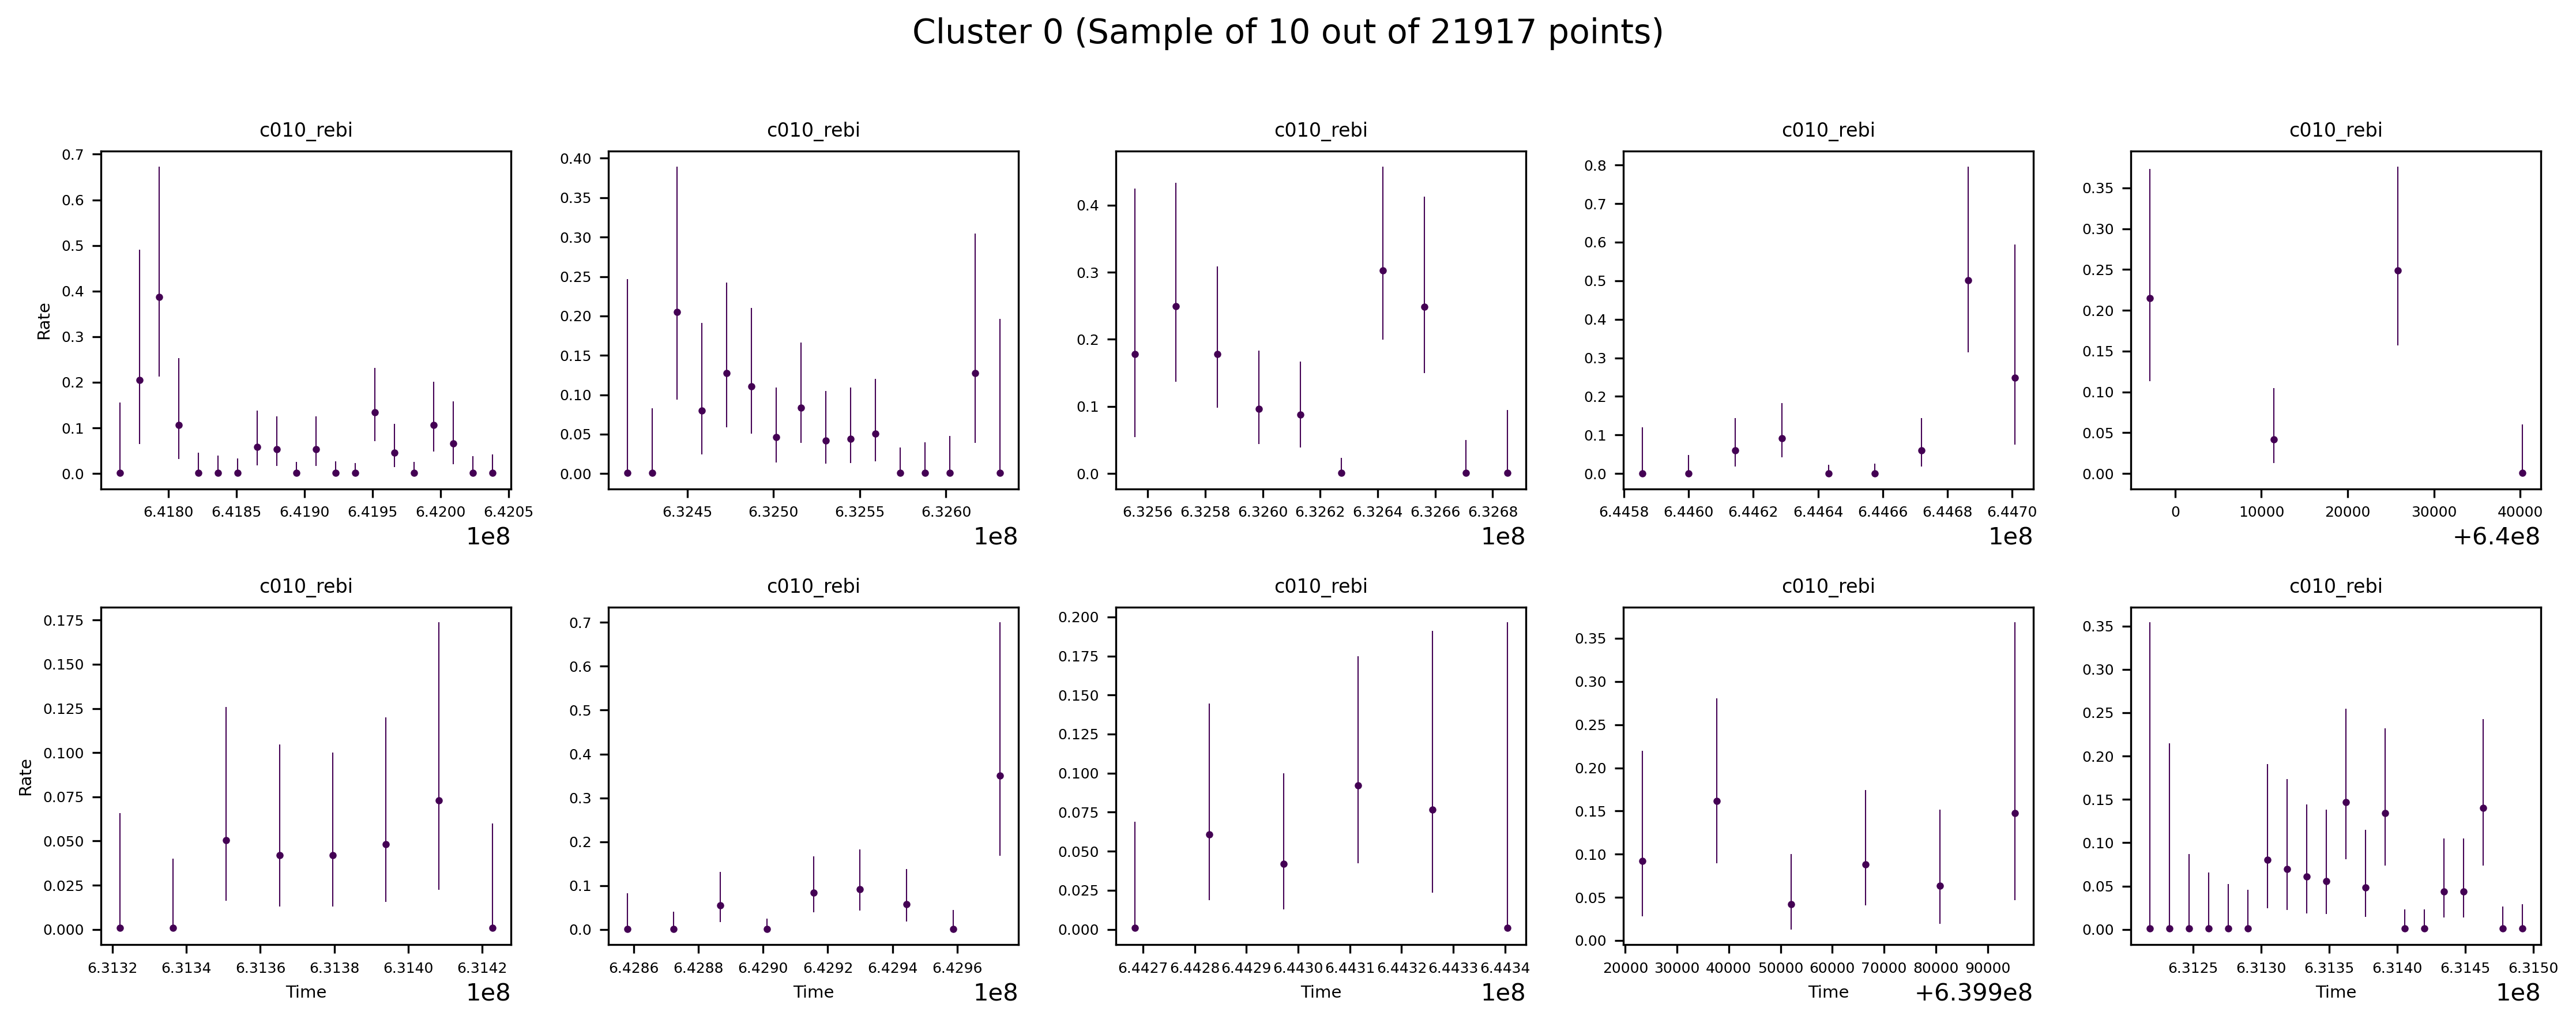 Cluster 0 (Sample of 10 out of 21917 points)
c010_rebi c010_rebi c010_rebi c010_rebi c010_rebi
Rate
0.7 0.6 0.5 0.4 0.3 0.2 0.1 0.0
6.4180 6.4185 6.4190 6.4195 6.4200 6.4205
1e8
0.40 0.35 0.30 0.25 0.20 0.15 0.10 0.05 0.00
6.3245 6.3250 6.3255 6.3260
1e8
0.4 0.3 0.2 0.1 0.0
6.3256 6.3258 6.3260 6.3262 6.3264 6.3266 6.3268
1e8
0.8 0.7 0.6 0.5 0.4 0.3 0.2 0.1 0.0
6.4458 6.4460 6.4462 6.4464 6.4466 6.4468 6.4470
1e8
0.35 0.30 0.25 0.20 0.15 0.10 0.05 0.00
0 10000 20000 30000 40000
+6.4e8
c010_rebi c010_rebi c010_rebi c010_rebi c010_rebi
Rate
0.175 0.150 0.125 0.100 0.075 0.050 0.025 0.000
6.3132 6.3134 6.3136 6.3138 6.3140 6.3142
Time 1e8
0.7 0.6 0.5 0.4 0.3 0.2 0.1 0.0
6.4286 6.4288 6.4290 6.4292 6.4294 6.4296
Time 1e8
0.200 0.175 0.150 0.125 0.100 0.075 0.050 0.025 0.000
6.4427 6.4428 6.4429 6.4430 6.4431 6.4432 6.4433 6.4434
Time 1e8
0.35 0.30 0.25 0.20 0.15 0.10 0.05 0.00
20000 30000 40000 50000 60000 70000 80000 90000
Time +6.399e8
0.35 0.30 0.25 0.20 0.15 0.10 0.05 0.00
6.3125 6.3130 6.3135 6.3140 6.3145 6.3150
Time 1e8